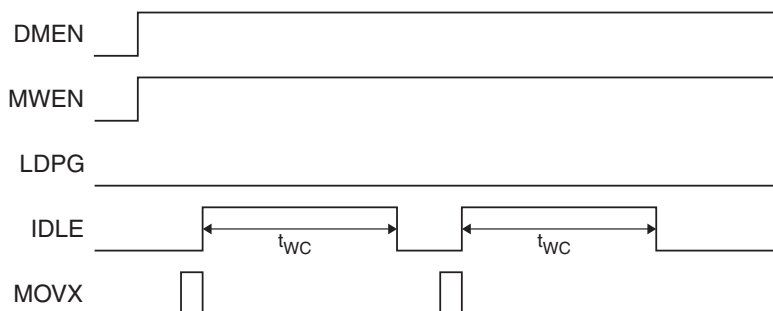 DMEN
MWEN
LDPG
IDLE
tWC tWC
MOVX